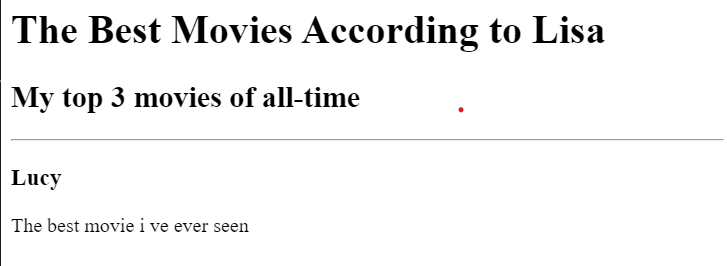 The Best Movies According to Lisa
My top 3 movies of all-time
Lucy
The best movie i ve ever seen